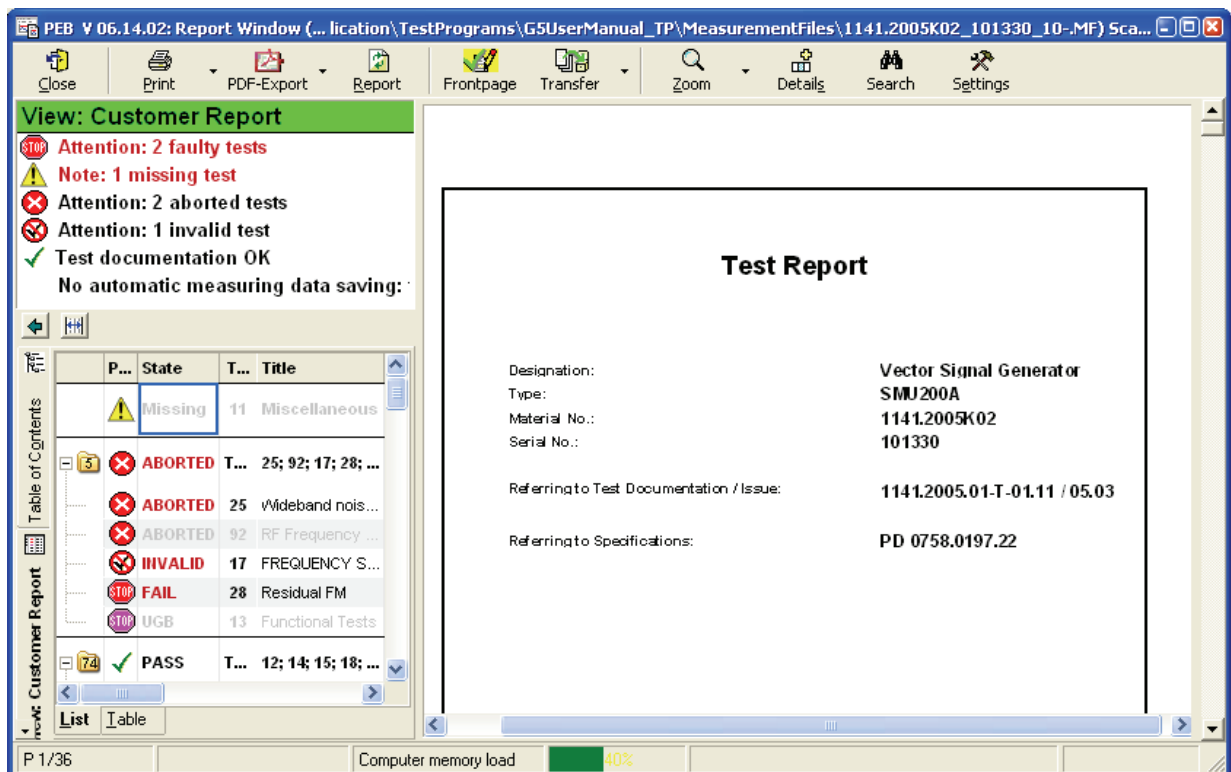 PEB V 06.14.02: Report Window (... lication\TestPrograms\G5UserManual_TP\MeasurementFiles\1141.2005K02_101330_10-.MF) Sca...
Close Print PDF-Export Report Frontpage Transfer Zoom Details Search Settings
View: Customer Report
STOP Attention: 2 faulty tests
Note: 1 missing test
Attention: 2 aborted tests
Attention: 1 invalid test
Test documentation OK
No automatic measuring data saving:
Table of Contents
View: Customer Report
P... State T... Title
Missing 11 Miscellaneous
5 ABORTED T... 25; 92; 17; 28; ...
ABORTED 25 Wideband nois...
ABORTED 92 RF Frequency ...
INVALID 17 FREQUENCY S...
STOP FAIL 28 Residual FM
STOP UGB 13 Functional Tests
74 PASS T... 12; 14; 15; 18; ...
List Table
Test Report
Designation: Vector Signal Generator
Type: SMU200A
Material No.: 1141.2005K02
Serial No.: 101330
Referring to Test Documentation / Issue: 1141.2005.01-T-01.11 / 05.03
Referring to Specifications: PD 0758.0197.22
P 1/36 Computer memory load 40%